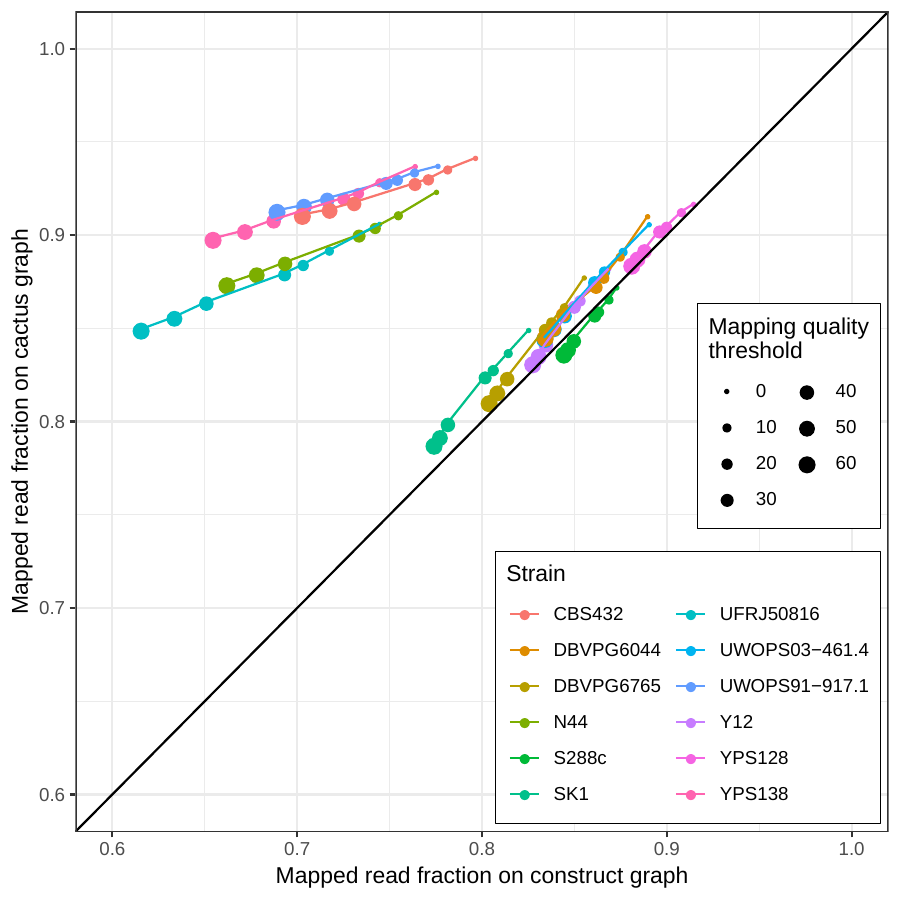 1.0
0.9
0.8
0.7
0.6
Mapped read fraction on cactus graph
Mapping quality
threshold
0 40
10 50
20 60
30
Strain
CBS432 UFRJ50816
DBVPG6044 UWOPS03−461.4
DBVPG6765 UWOPS91−917.1
N44 Y12
S288c YPS128
SK1 YPS138
0.6 0.7 0.8 0.9 1.0
Mapped read fraction on construct graph